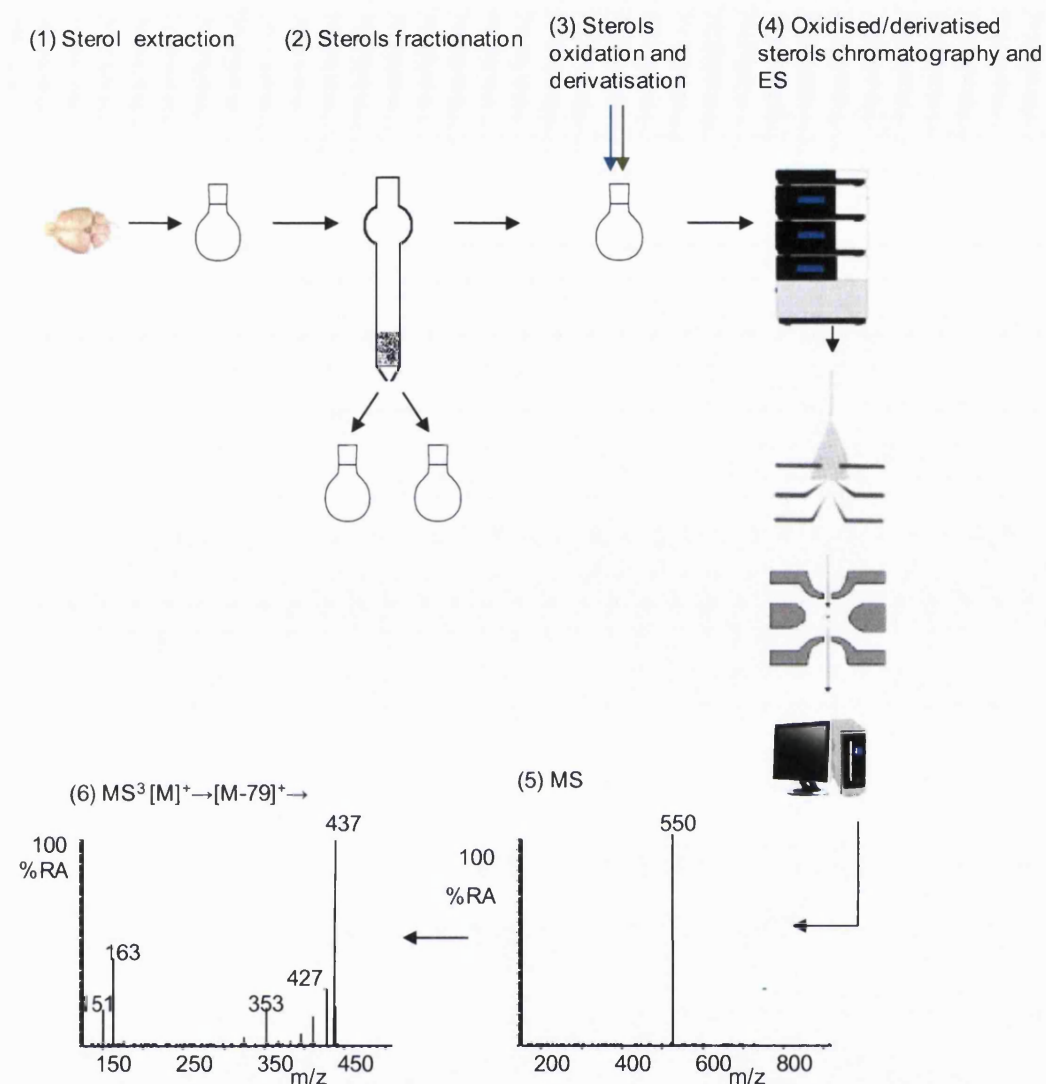 (1) Sterol extraction
(2) Sterols fractionation
(3) Sterols
oxidation and
derivatisation
(4) Oxidised/derivatised
sterols chromatography and
ES
(5) MS
550
100
%RA
200 400 600 800
m/z
(6) MS³ [M]⁺→[M-79]⁺→
437
100
%RA
163
151
427
353
150 250 350 450
m/z